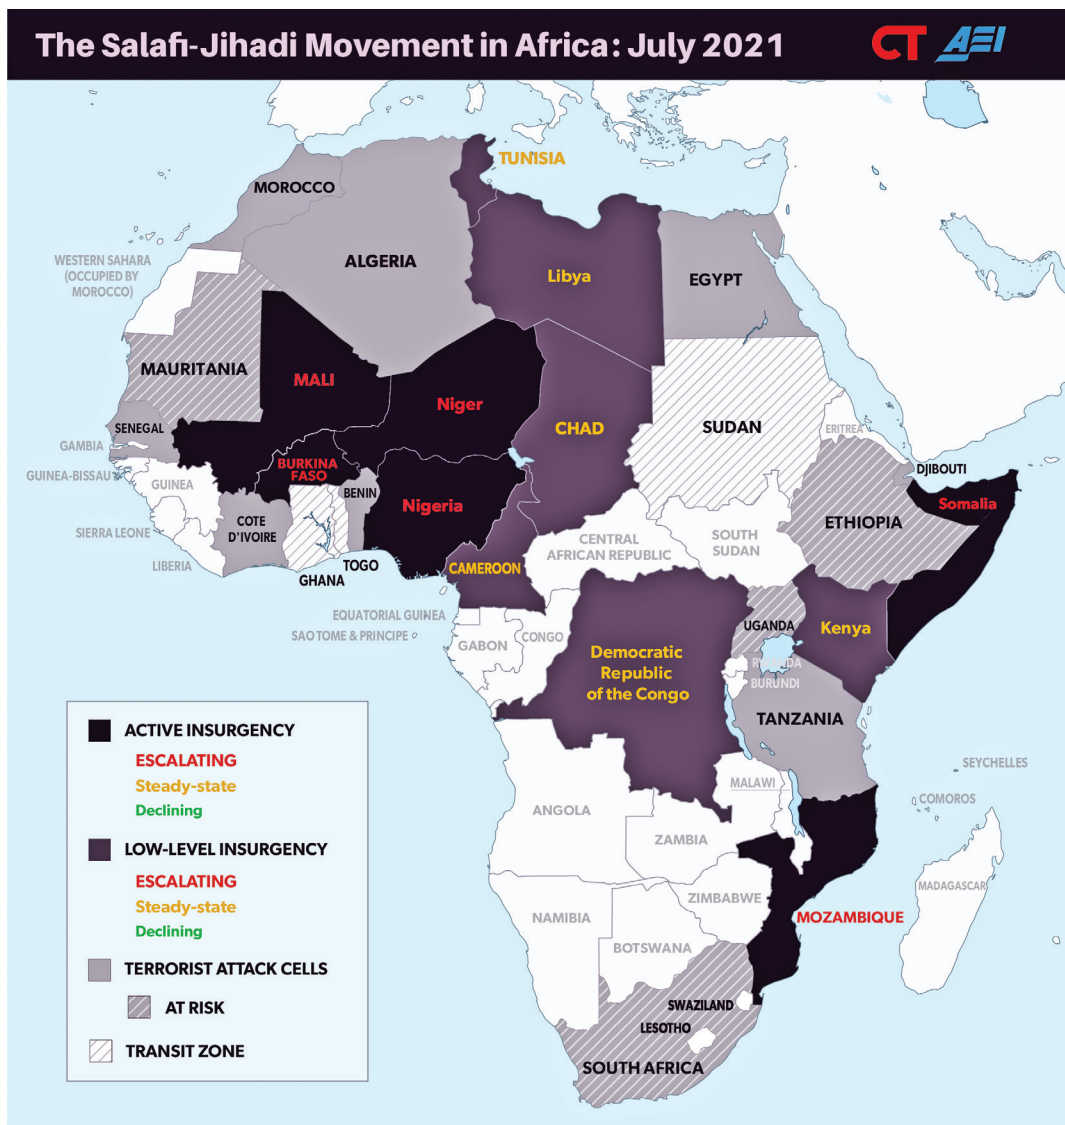 The Salafi-Jihadi Movement in Africa: July 2021
CT AEI
TUNISIA
MOROCCO
ALGERIA
Libya
EGYPT
WESTERN SAHARA
(OCCUPIED BY
MOROCCO)
MAURITANIA
MALI
Niger
CHAD
SUDAN
ERITREA
SENEGAL
GAMBIA
GUINEA-BISSAU
GUINEA
BURKINA
FASO
BENIN
Nigeria
DJIBOUTI
Somalia
ETHIOPIA
SIERRA LEONE
COTE
D'IVOIRE
LIBERIA
GHANA
TOGO
CAMEROON
CENTRAL
AFRICAN REPUBLIC
SOUTH
SUDAN
EQUATORIAL GUINEA
SAO TOME & PRINCIPE
GABON
CONGO
Democratic
Republic
of the Congo
UGANDA
Kenya
RWANDA
BURUNDI
TANZANIA
SEYCHELLES
COMOROS
MALAWI
ANGOLA
ZAMBIA
MADAGASCAR
ZIMBABWE
MOZAMBIQUE
NAMIBIA
BOTSWANA
SWAZILAND
LESOTHO
SOUTH AFRICA
ACTIVE INSURGENCY
ESCALATING
Steady-state
Declining
LOW-LEVEL INSURGENCY
ESCALATING
Steady-state
Declining
TERRORIST ATTACK CELLS
AT RISK
TRANSIT ZONE